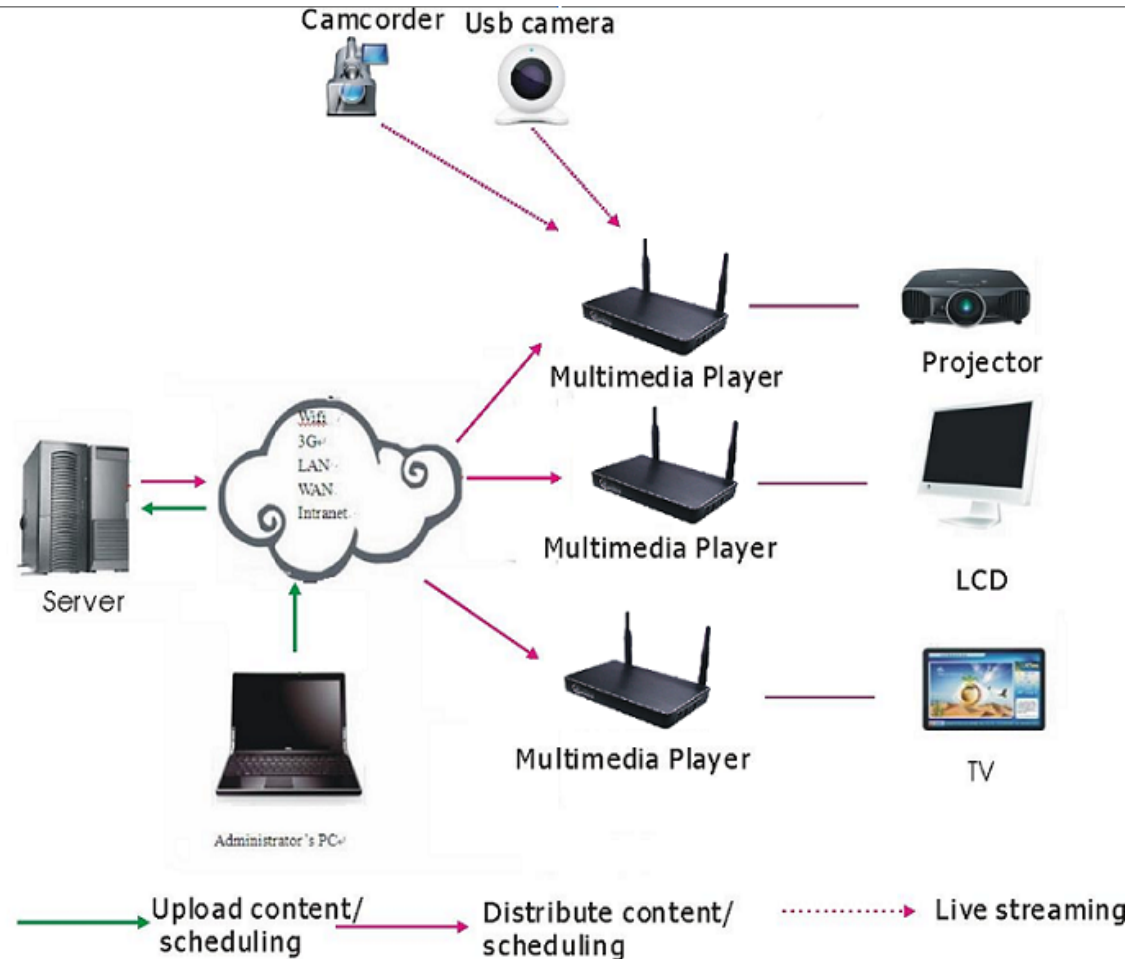 Camcorder
Usb camera
Multimedia Player
Projector
Wifi
3G
LAN
WAN
Intranet
Multimedia Player
Server
LCD
Multimedia Player
TV
Administrator's PC
Upload content/
scheduling
Distribute content/
scheduling
Live streaming